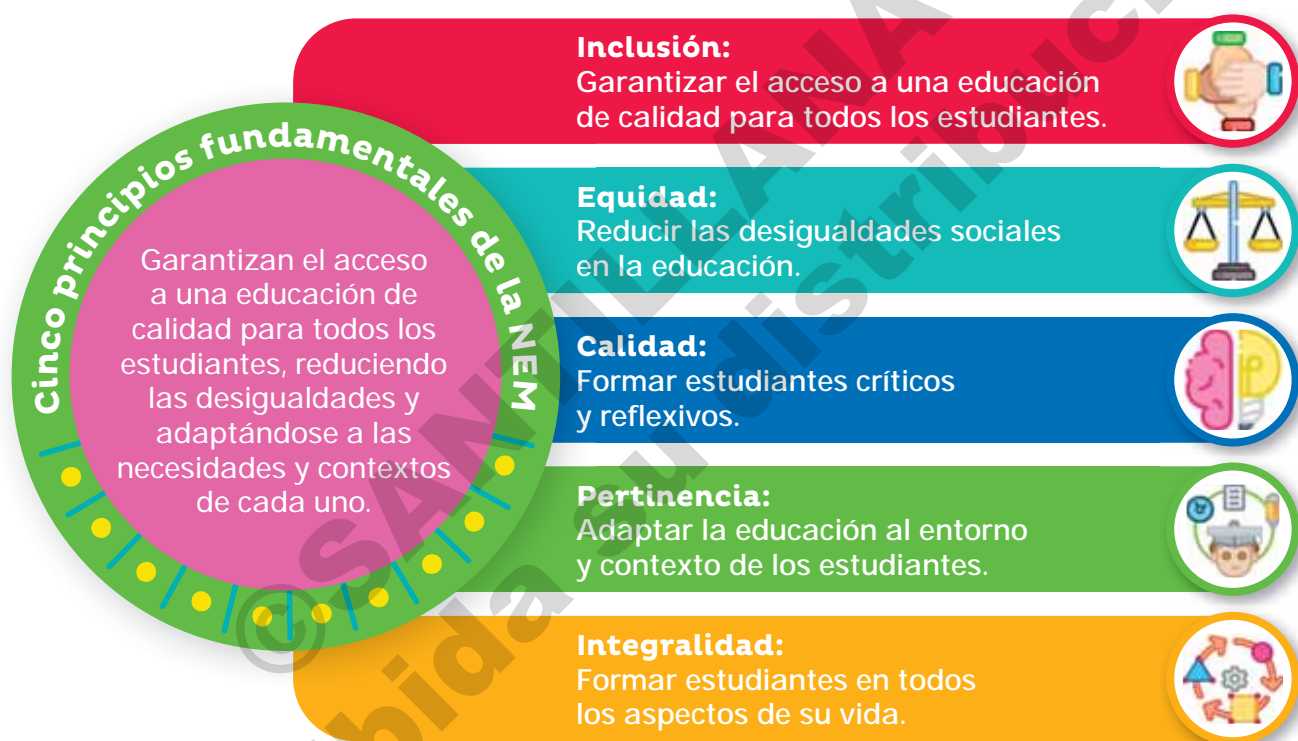 Cinco principios fundamentales de la NEM
Garantizan el acceso
a una educación de
calidad para todos los
estudiantes, reduciendo
las desigualdades y
adaptándose a las
necesidades y contextos
de cada uno.
Inclusión:
Garantizar el acceso a una educación
de calidad para todos los estudiantes.
Equidad:
Reducir las desigualdades sociales
en la educación.
Calidad:
Formar estudiantes críticos
y reflexivos.
Pertinencia:
Adaptar la educación al entorno
y contexto de los estudiantes.
Integralidad:
Formar estudiantes en todos
los aspectos de su vida.
©SANTILLANA
su